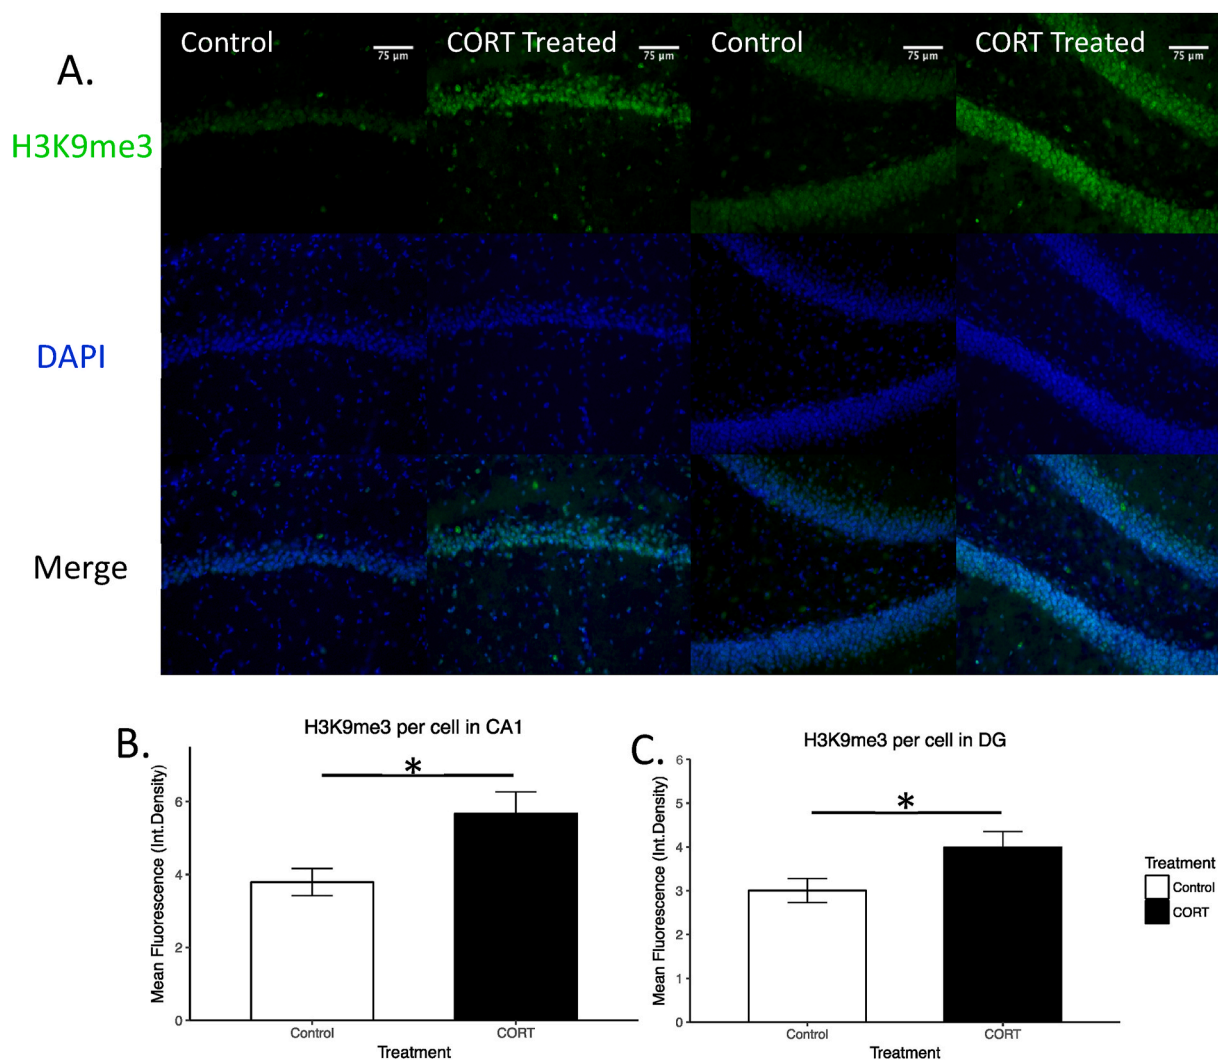 A.
Control
75 µm
CORT Treated
75 µm
Control
75 µm
CORT Treated
75 µm
H3K9me3
DAPI
Merge
B.
H3K9me3 per cell in CA1
*
Mean Fluorescence (Int.Density)
6
4
2
0
Control
CORT
Treatment
C.
H3K9me3 per cell in DG
*
Mean Fluorescence (Int.Density)
6
5
4
3
2
1
0
Control
CORT
Treatment
Treatment
Control
CORT